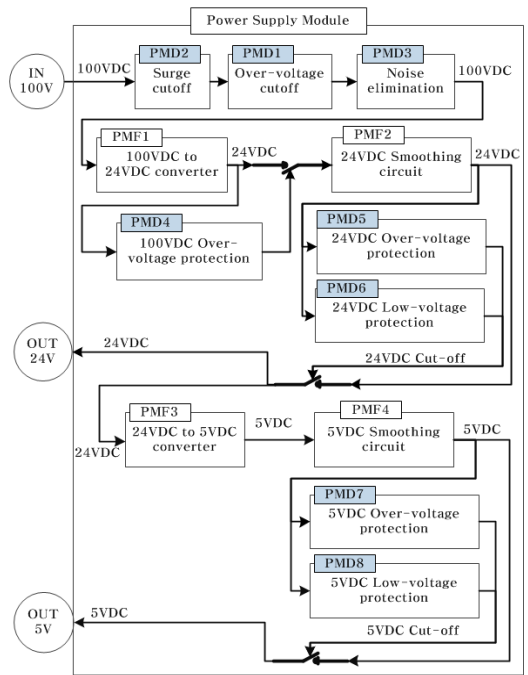 Power Supply Module
IN
100V
100VDC
PMD2
Surge
cutoff
PMD1
Over-voltage
cutoff
PMD3
Noise
elimination
100VDC
PMF1
100VDC to
24VDC converter
24VDC
PMF2
24VDC Smoothing
circuit
24VDC
PMD4
100VDC Over-
voltage protection
PMD5
24VDC Over-voltage
protection
PMD6
24VDC Low-voltage
protection
OUT
24V
24VDC
24VDC Cut-off
24VDC
PMF3
24VDC to 5VDC
converter
5VDC
PMF4
5VDC Smoothing
circuit
5VDC
PMD7
5VDC Over-voltage
protection
PMD8
5VDC Low-voltage
protection
OUT
5V
5VDC
5VDC Cut-off